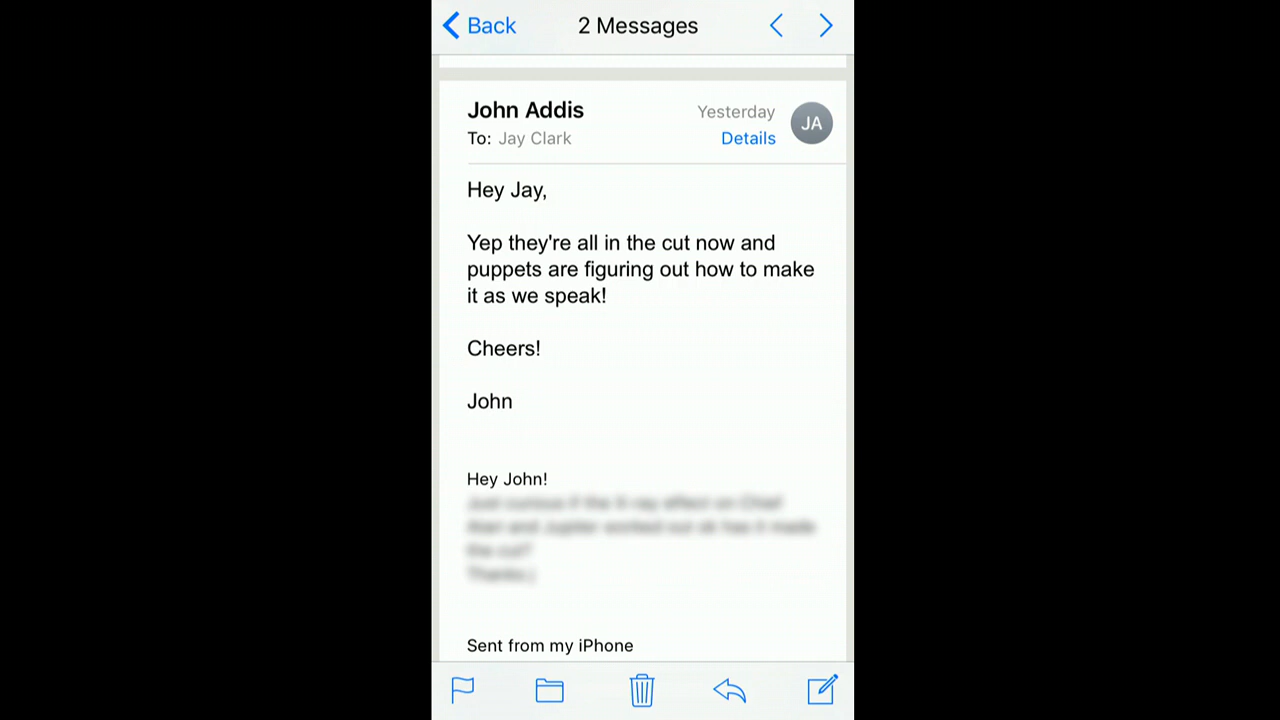 Back
2 Messages
John Addis
Yesterday
To: Jay Clark
Details
JA
Hey Jay,
Yep they're all in the cut now and
puppets are figuring out how to make
it as we speak!
Cheers!
John
Hey John!
Sent from my iPhone